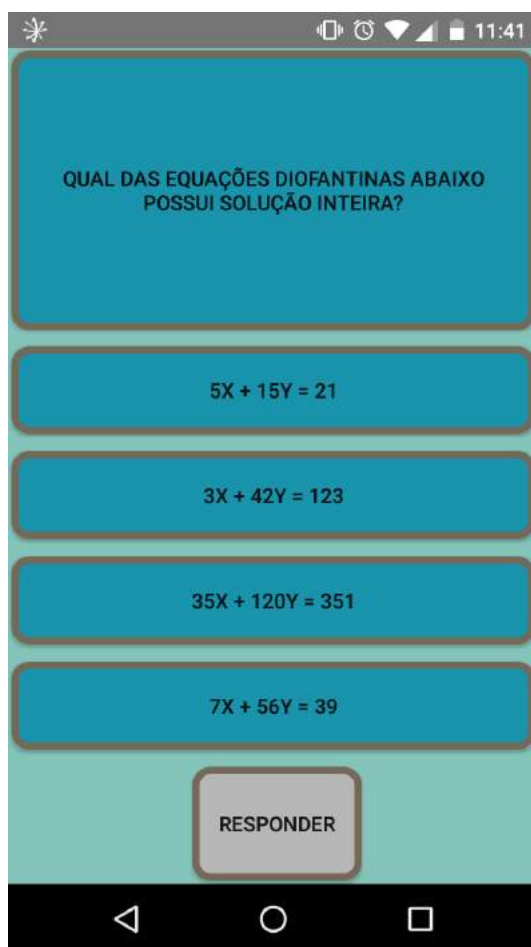 11:41
QUAL DAS EQUAÇÕES DIOFANTINAS ABAIXO
POSSUI SOLUÇÃO INTEIRA?
5X + 15Y = 21
3X + 42Y = 123
35X + 120Y = 351
7X + 56Y = 39
RESPONDER